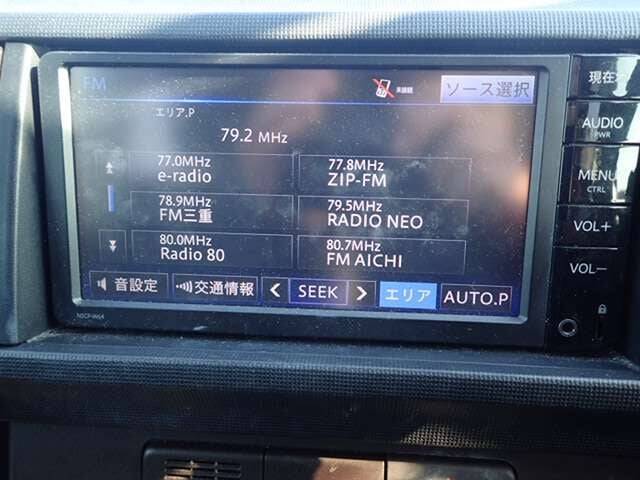 FM
未接続
ソース選択
エリア.P
79.2 MHz
77.0MHz
e-radio
77.8MHz
ZIP-FM
78.9MHz
FM三重
79.5MHz
RADIO NEO
80.0MHz
Radio 80
80.7MHz
FM AICHI
音設定
交通情報
< SEEK >
エリア
AUTO.P
現在
AUDIO
PWR
MENU
CTRL
VOL+
VOL−
NSCP-W64